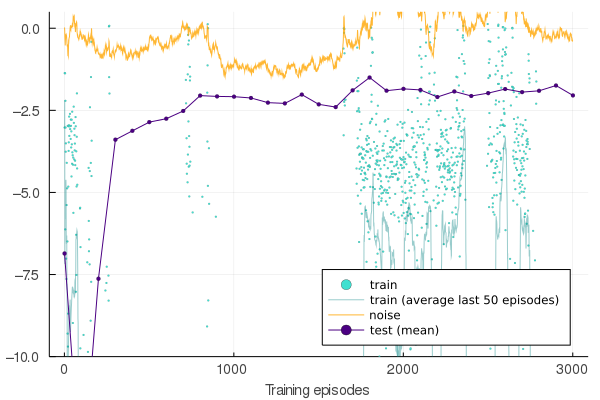 0.0
−2.5
−5.0
−7.5
−10.0
train
train (average last 50 episodes)
noise
test (mean)
0
1000
2000
3000
Training episodes